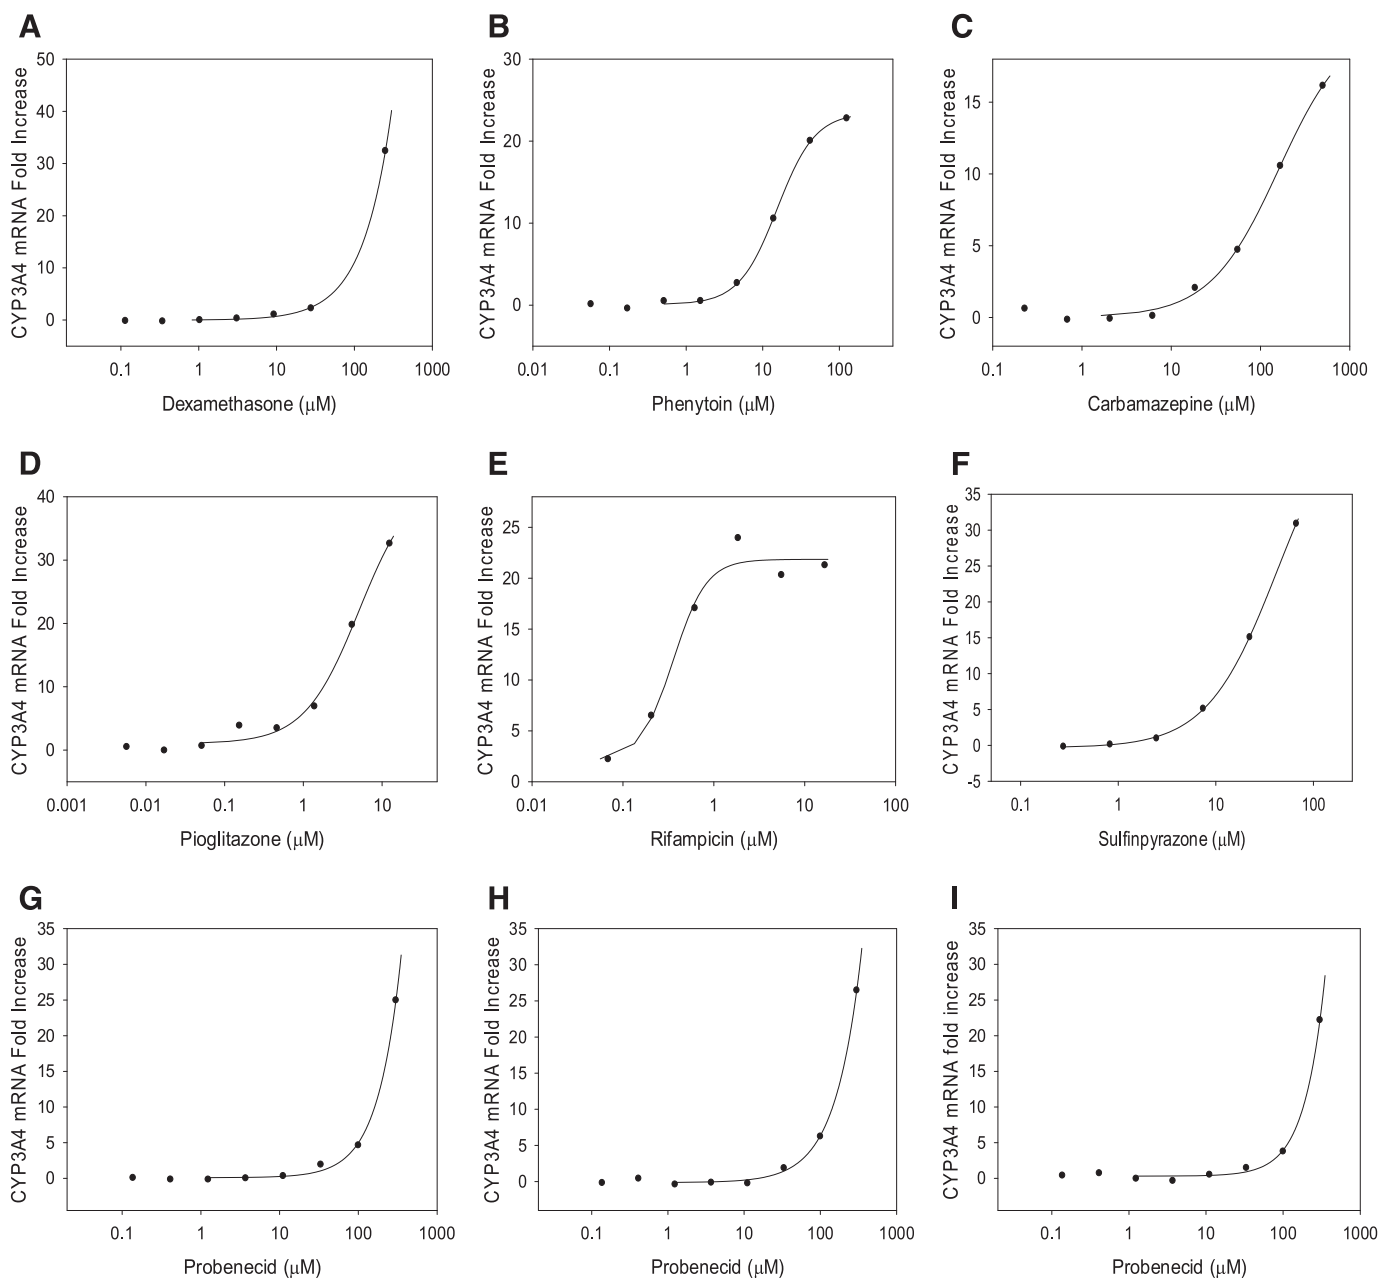 A
CYP3A4 mRNA Fold Increase
50
40
30
20
10
0
0.1 1 10 100 1000
Dexamethasone (μM)
B
CYP3A4 mRNA Fold Increase
30
20
10
0
0.01 0.1 1 10 100
Phenytoin (μM)
C
CYP3A4 mRNA Fold Increase
15
10
5
0
0.1 1 10 100 1000
Carbamazepine (μM)
D
CYP3A4 mRNA Fold Increase
40
30
20
10
0
0.001 0.01 0.1 1 10
Pioglitazone (μM)
E
CYP3A4 mRNA Fold Increase
25
20
15
10
5
0
0.01 0.1 1 10 100
Rifampicin (μM)
F
CYP3A4 mRNA Fold Increase
35
30
25
20
15
10
5
0
-5
0.1 1 10 100
Sulfinpyrazone (μM)
G
CYP3A4 mRNA Fold Increase
35
30
25
20
15
10
5
0
0.1 1 10 100 1000
Probenecid (μM)
H
CYP3A4 mRNA Fold Increase
35
30
25
20
15
10
5
0
0.1 1 10 100 1000
Probenecid (μM)
I
CYP3A4 mRNA fold increase
35
30
25
20
15
10
5
0
0.1 1 10 100 1000
Probenecid (μM)